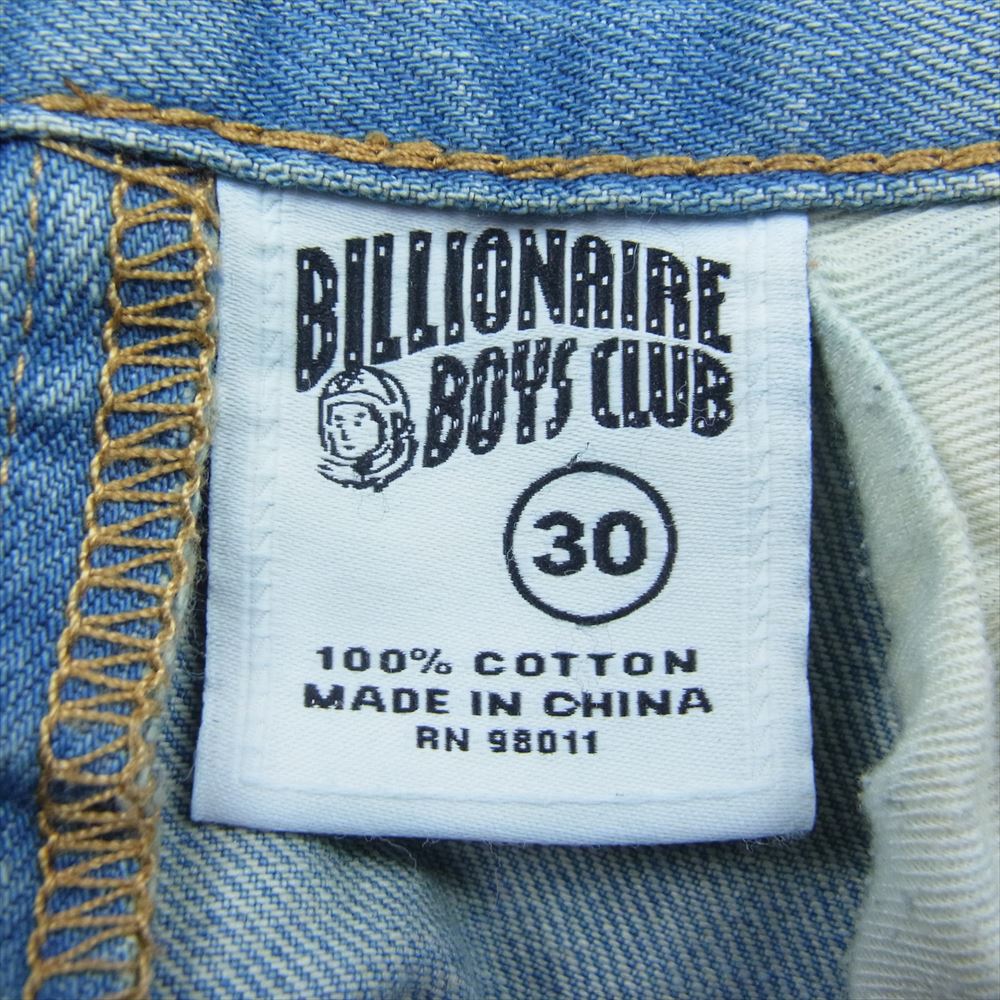 BILLIONAIRE
BOYS CLUB
30
100% COTTON
MADE IN CHINA
RN 98011